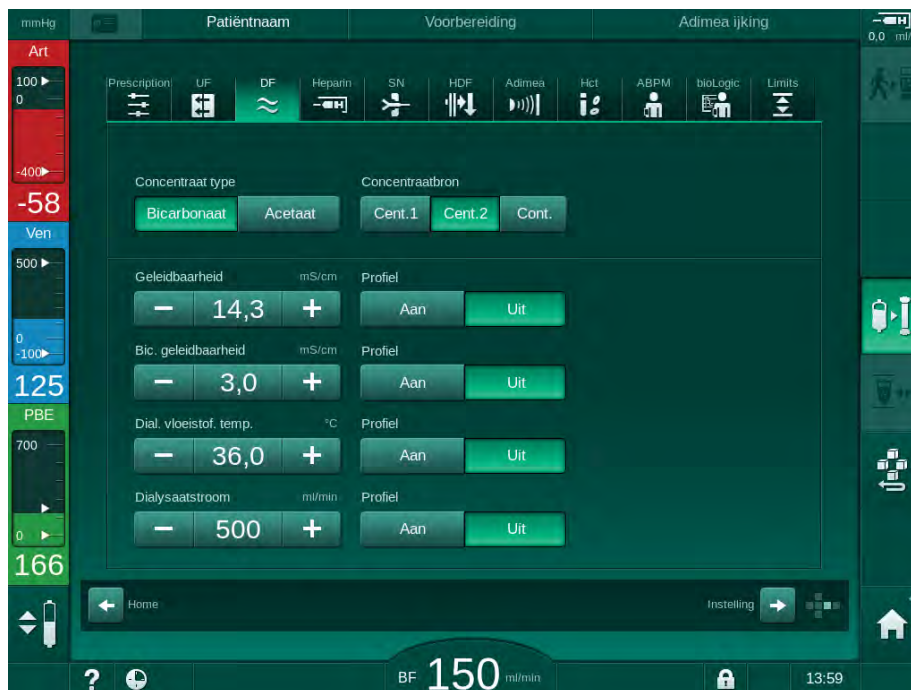 mmHg Patiëntnaam Voorbereiding Adimea ijking
0,0 ml/
Art
100
0
-400
-58
Ven
500
0
-100
125
PBE
700
0
166
Prescription UF DF Heparin SN HDF Adimea Hct ABPM bioLogic Limits
Concentraat type Concentraatbron
Bicarbonaat Acetaat Cent.1 Cent.2 Cont.
Geleidbaarheid mS/cm Profiel
− 14,3 + Aan Uit
Bic. geleidbaarheid mS/cm Profiel
− 3,0 + Aan Uit
Dial. vloeistof. temp. °C Profiel
− 36,0 + Aan Uit
Dialysaatstroom ml/min Profiel
− 500 + Aan Uit
Home Instelling
? BF 150 ml/min 13:59